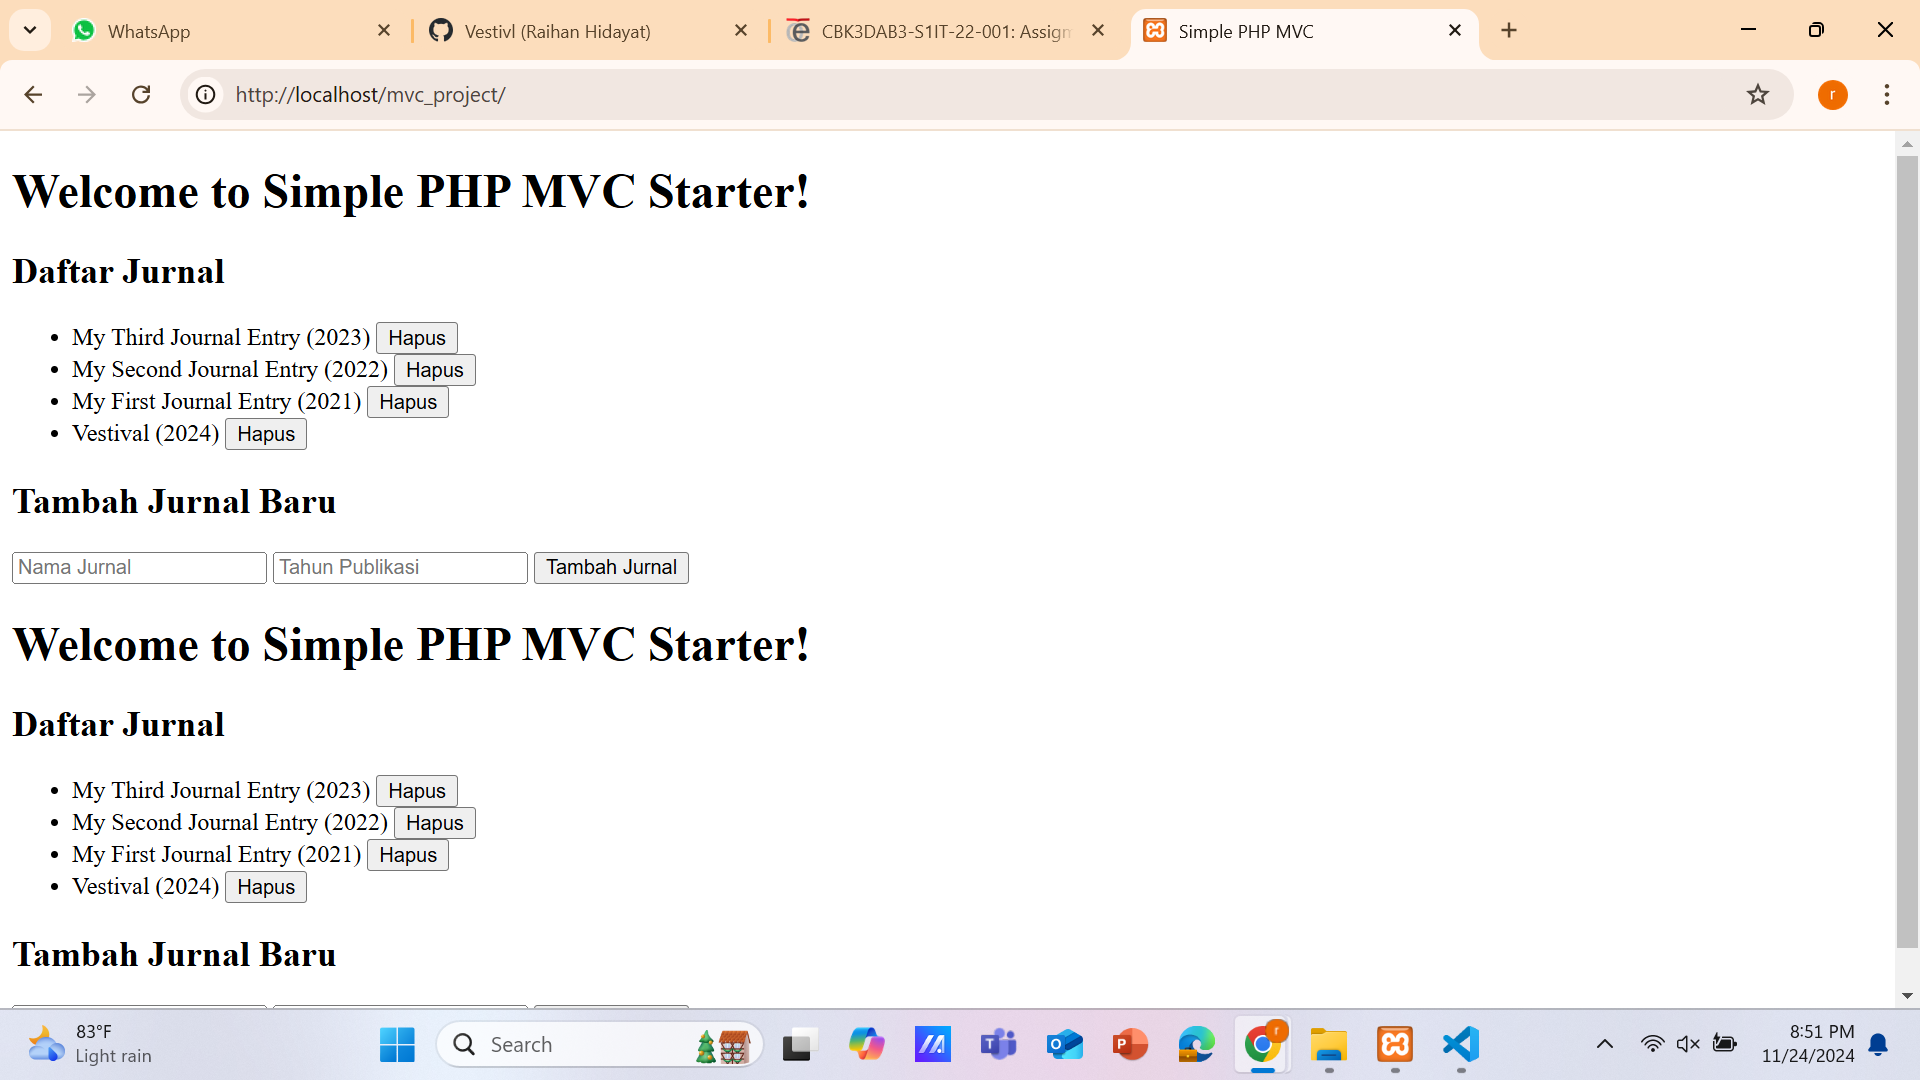 WhatsApp
Vestivl (Raihan Hidayat)
CBK3DAB3-S1IT-22-001: Assign
Simple PHP MVC
http://localhost/mvc_project/
r
Welcome to Simple PHP MVC Starter!
Daftar Jurnal
My Third Journal Entry (2023) Hapus
My Second Journal Entry (2022) Hapus
My First Journal Entry (2021) Hapus
Vestival (2024) Hapus
Tambah Jurnal Baru
Nama Jurnal Tahun Publikasi Tambah Jurnal
Welcome to Simple PHP MVC Starter!
Daftar Jurnal
My Third Journal Entry (2023) Hapus
My Second Journal Entry (2022) Hapus
My First Journal Entry (2021) Hapus
Vestival (2024) Hapus
Tambah Jurnal Baru
83°F
Light rain
Search
r
8:51 PM
11/24/2024